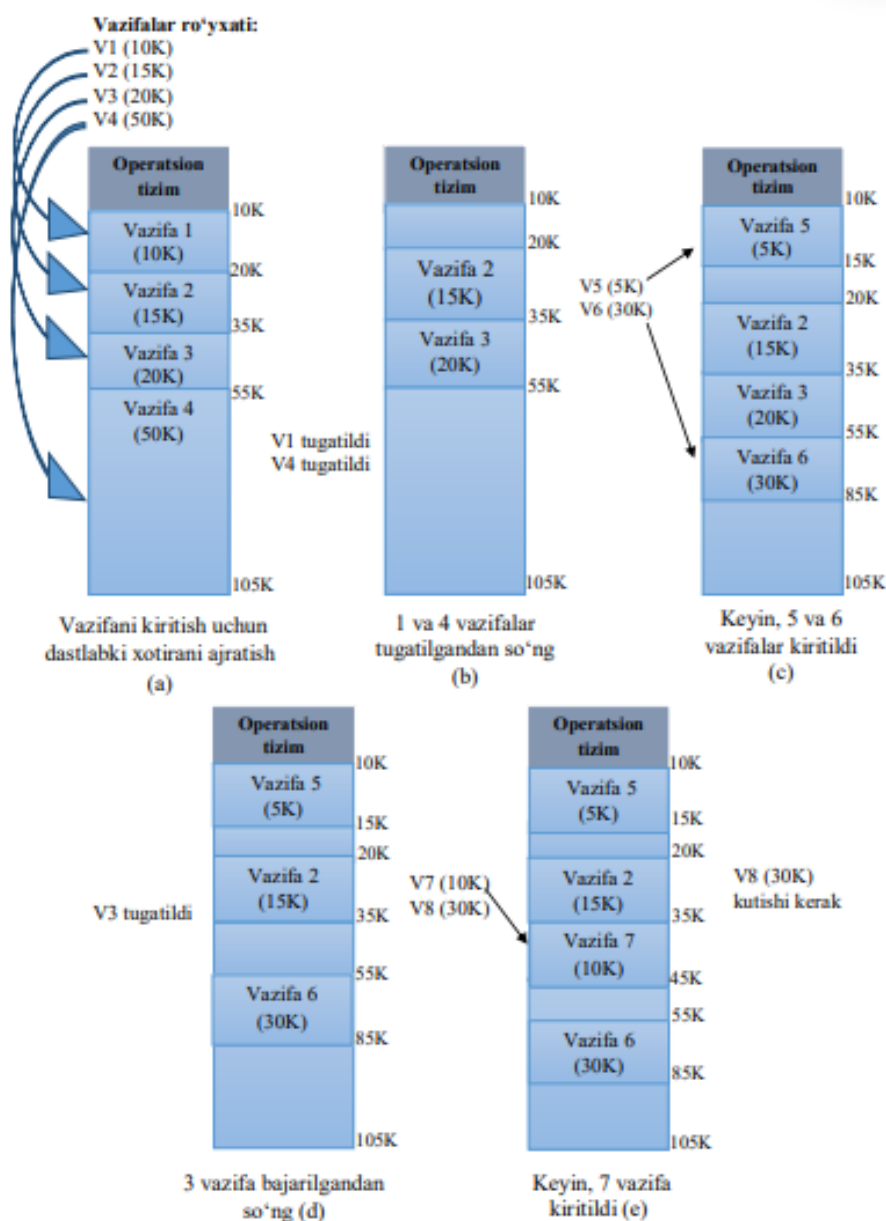 Vazifalar ro‘yxati:
V1 (10K)
V2 (15K)
V3 (20K)
V4 (50K)
Operatsion
tizim
10K
Vazifa 1
(10K)
20K
Vazifa 2
(15K)
35K
Vazifa 3
(20K)
55K
Vazifa 4
(50K)
105K
Vazifani kiritish uchun
dastlabki xotirani ajratish
(a)
Operatsion
tizim
10K
20K
Vazifa 2
(15K)
35K
Vazifa 3
(20K)
55K
V1 tugatildi
V4 tugatildi
105K
1 va 4 vazifalar
tugatilgandan so‘ng
(b)
V5 (5K)
V6 (30K)
Operatsion
tizim
10K
Vazifa 5
(5K)
15K
20K
Vazifa 2
(15K)
35K
Vazifa 3
(20K)
55K
Vazifa 6
(30K)
85K
105K
Keyin, 5 va 6
vazifalar kiritildi
(c)
V3 tugatildi
Operatsion
tizim
10K
Vazifa 5
(5K)
15K
20K
Vazifa 2
(15K)
35K
55K
Vazifa 6
(30K)
85K
105K
3 vazifa bajarilgandan
so‘ng (d)
V7 (10K)
V8 (30K)
Operatsion
tizim
10K
Vazifa 5
(5K)
15K
20K
Vazifa 2
(15K)
35K
Vazifa 7
(10K)
45K
55K
Vazifa 6
(30K)
85K
105K
V8 (30K)
kutishi kerak
Keyin, 7 vazifa
kiritildi (e)